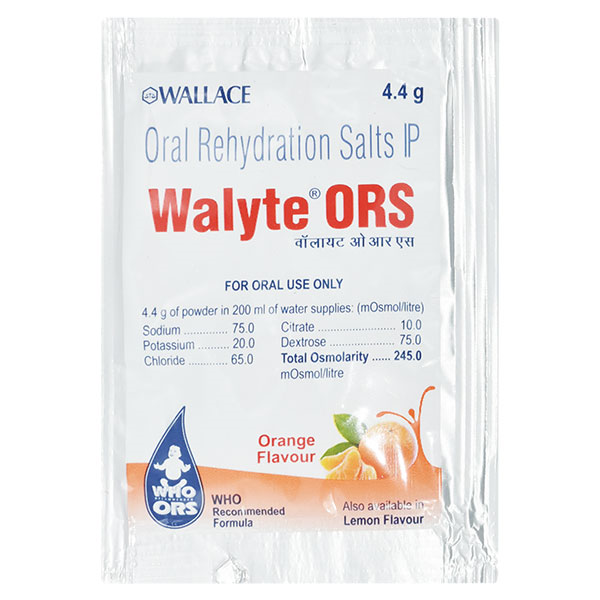 WALLACE 4.4 g
Oral Rehydration Salts IP
Walyte® ORS
वॉलायट ओ आर एस
FOR ORAL USE ONLY
4.4 g of powder in 200 ml of water supplies: (mOsmol/litre)
Sodium ............... 75.0 Citrate ..................... 10.0
Potassium .......... 20.0 Dextrose ................. 75.0
Chloride ............. 65.0 Total Osmolarity ...... 245.0
mOsmol/litre
Orange
Flavour
WHO
ORS
WHO
Recommended
Formula
Also available in
Lemon Flavour